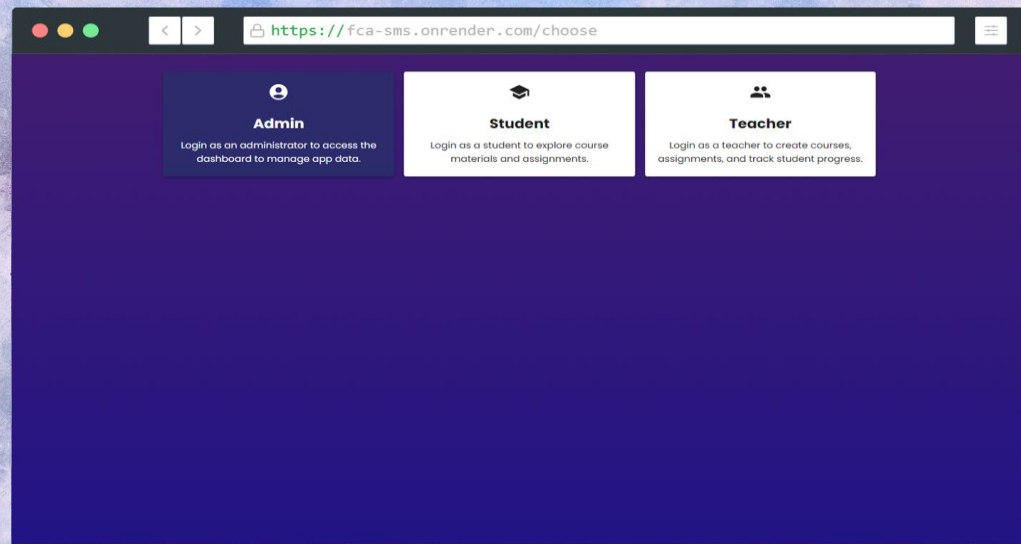 https://fca-sms.onrender.com/choose
Admin
Login as an administrator to access the
dashboard to manage app data.
Student
Login as a student to explore course
materials and assignments.
Teacher
Login as a teacher to create courses,
assignments, and track student progress.